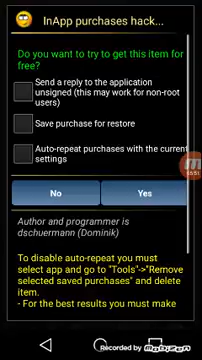 InApp purchases hack...
Do you want to try to get this item for
free?
Send a reply to the application
unsigned (this may work for non-root
users)
Save purchase for restore
Auto-repeat purchases with the current
settings
No
Yes
Author and programmer is
dschuermann (Dominik)
To disable auto-repeat you must
select app and go to "Tools"->"Remove
selected saved purchases" and delete
item.
- For the best results you must make
Recorded by